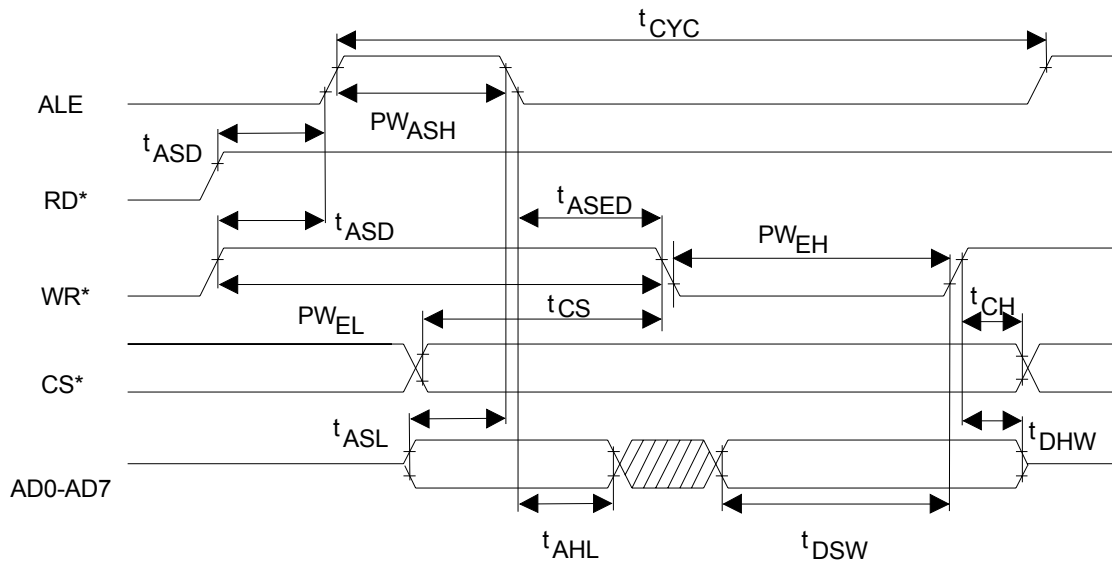 tCYC
ALE
PWASH
tASD
RD*
tASED
tASD
PWEH
WR*
tCS
PWEL
tCH
CS*
tASL
tDHW
AD0-AD7
tAHL
tDSW